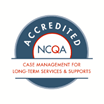 ACCREDITED
NCQA
CASE MANAGEMENT FOR
LONG-TERM SERVICES & SUPPORTS